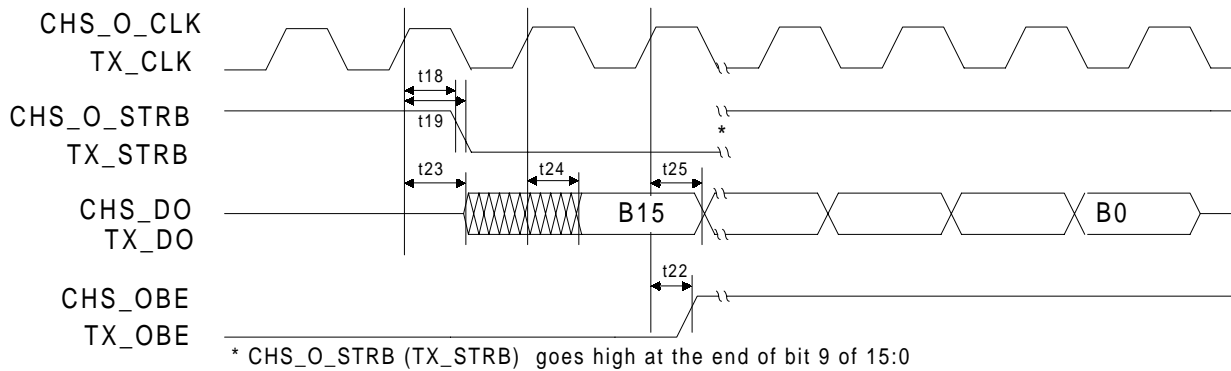 CHS_O_CLK
TX_CLK
t18
CHS_O_STRB
t19
*
TX_STRB
t23
t24
t25
CHS_DO
B15
B0
TX_DO
t22
CHS_OBE
TX_OBE
* CHS_O_STRB (TX_STRB) goes high at the end of bit 9 of 15:0